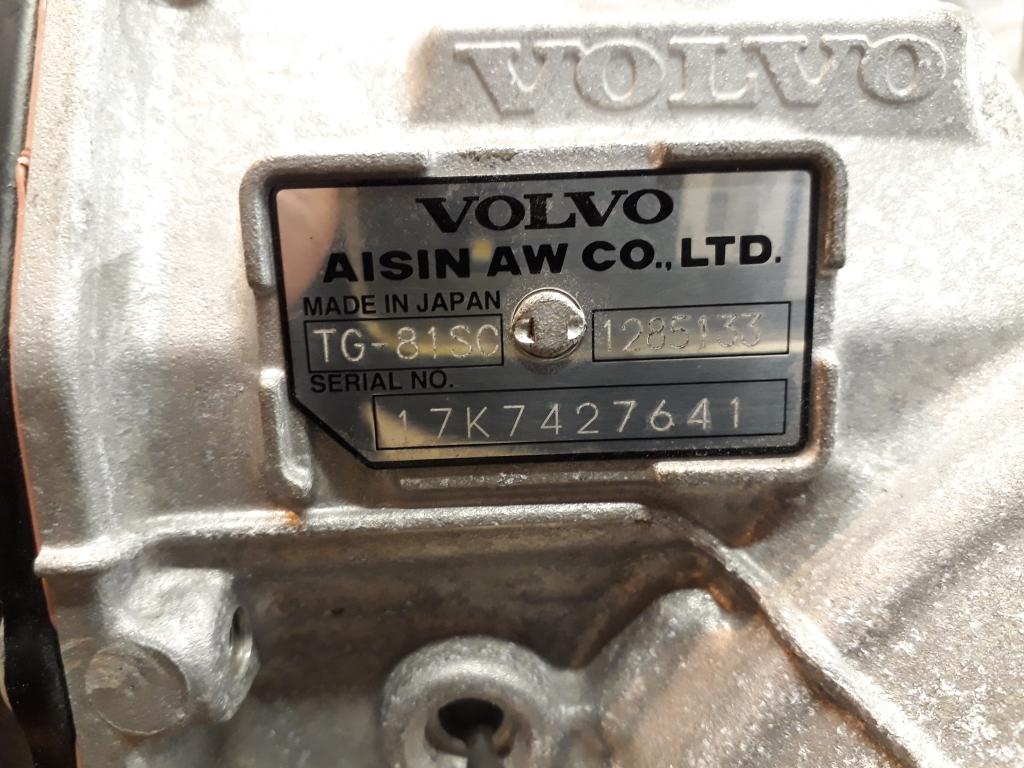 VOLVO
VOLVO
AISIN AW CO., LTD.
MADE IN JAPAN
TG-81SC 1285133
SERIAL NO.
17K7427641